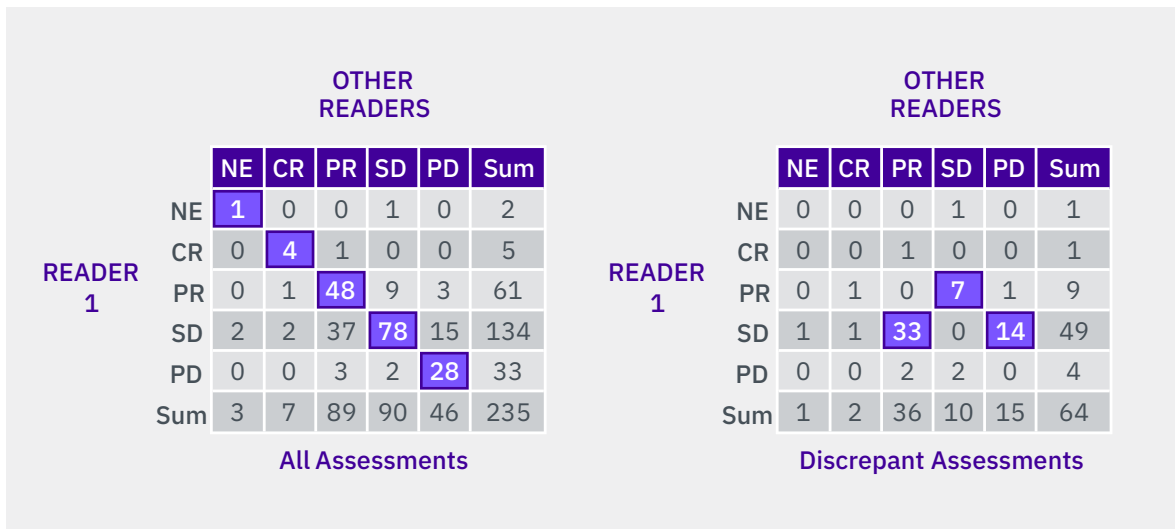 OTHER
READERS
NE CR PR SD PD Sum
NE 1 0 0 1 0 2
CR 0 4 1 0 0 5
PR 0 1 48 9 3 61
SD 2 2 37 78 15 134
PD 0 0 3 2 28 33
Sum 3 7 89 90 46 235
READER
1
All Assessments
OTHER
READERS
NE CR PR SD PD Sum
NE 0 0 0 1 0 1
CR 0 0 1 0 0 1
PR 0 1 0 7 1 9
SD 1 1 33 0 14 49
PD 0 0 2 2 0 4
Sum 1 2 36 10 15 64
READER
1
Discrepant Assessments